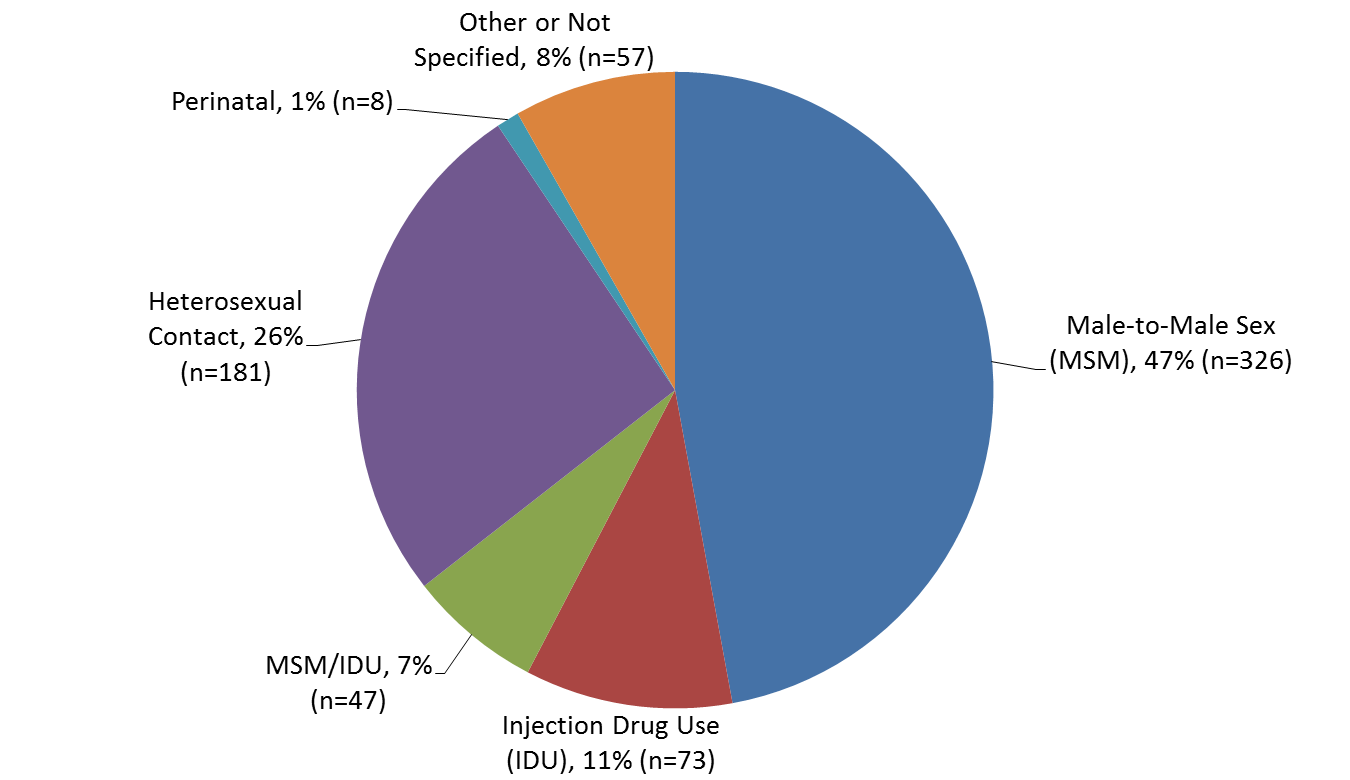 Other or Not
Specified, 8% (n=57)
Perinatal, 1% (n=8)
Heterosexual
Contact, 26%
(n=181)
Male-to-Male Sex
(MSM), 47% (n=326)
MSM/IDU, 7%
(n=47)
Injection Drug Use
(IDU), 11% (n=73)